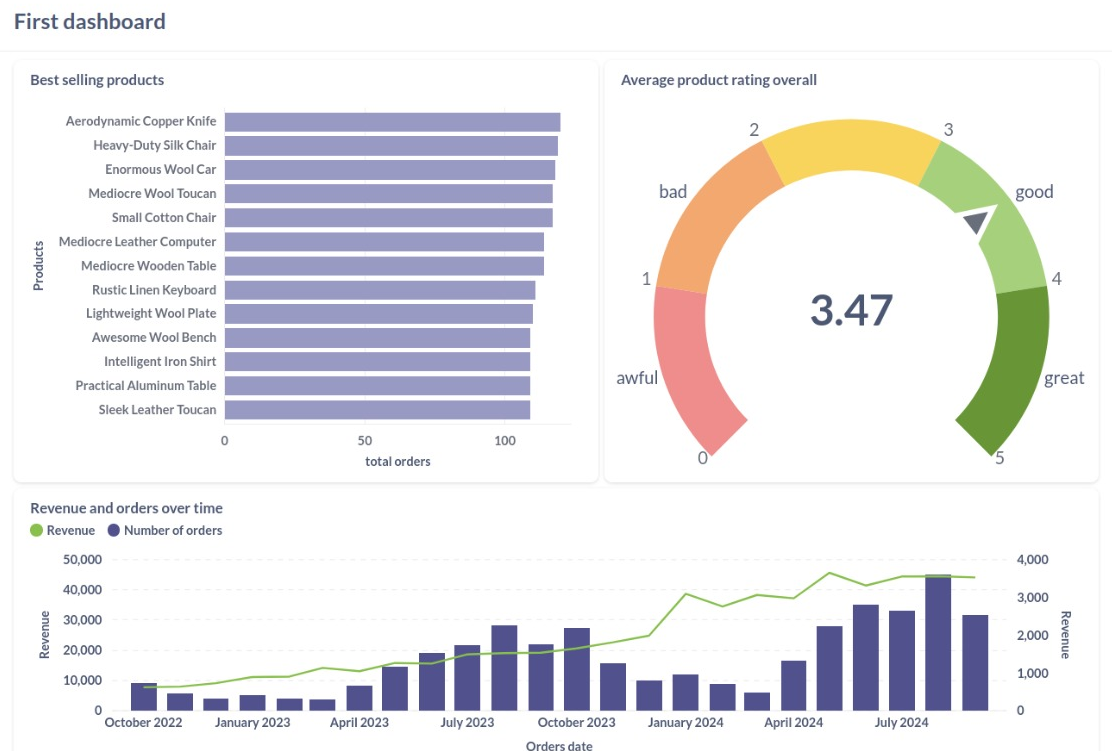 First dashboard
Best selling products
Products
Aerodynamic Copper Knife
Heavy-Duty Silk Chair
Enormous Wool Car
Mediocre Wool Toucan
Small Cotton Chair
Mediocre Leather Computer
Mediocre Wooden Table
Rustic Linen Keyboard
Lightweight Wool Plate
Awesome Wool Bench
Intelligent Iron Shirt
Practical Aluminum Table
Sleek Leather Toucan
0 50 100
total orders
Average product rating overall
2 3
bad good
1 4
3.47
awful great
0 5
Revenue and orders over time
Revenue Number of orders
Revenue
50,000 4,000
40,000
3,000
30,000
2,000
20,000
1,000
10,000
0 0
Revenue
October 2022 January 2023 April 2023 July 2023 October 2023 January 2024 April 2024 July 2024
Orders date